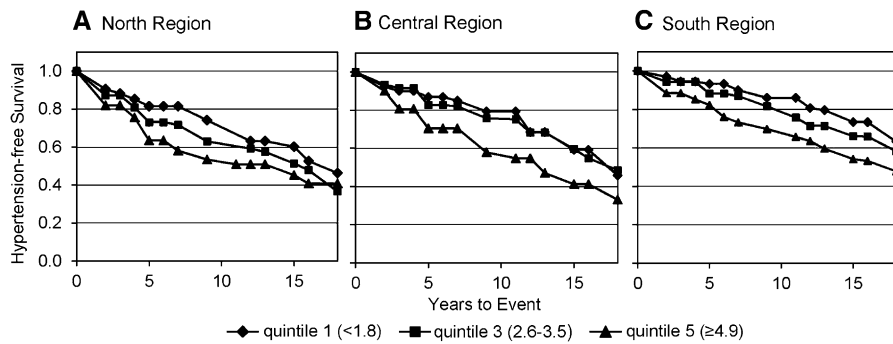 A North Region
B Central Region
C South Region
Hypertension-free Survival
1.0
0.8
0.6
0.4
0.2
0.0
0 5 10 15
0 5 10 15
0 5 10 15
Years to Event
quintile 1 (<1.8) quintile 3 (2.6-3.5) quintile 5 (≥4.9)